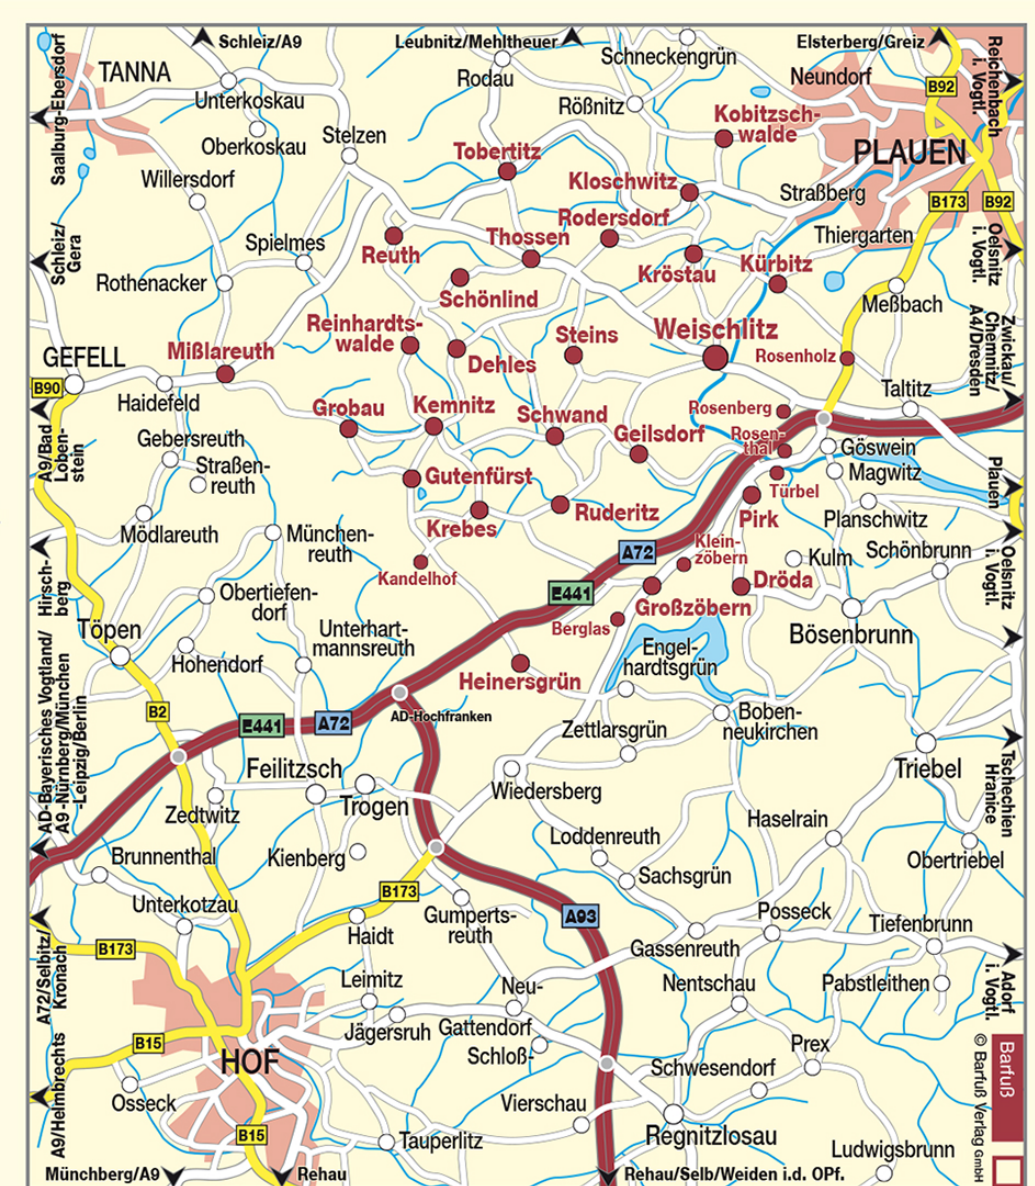 Schleiz/A9
Leubnitz/Mehltheuer
Schneckengrün
Elsterberg/Greiz
Reichenbach
i. Vogtl.
Saalburg-Ebersdorf
TANNA
Unterkoskau
Oberkoskau
Stelzen
Rodau
Rößnitz
Neundorf
B92
Kobitzsch-
walde
PLAUEN
Willersdorf
Tobertitz
Kloschwitz
Straßberg
B173
B92
Schleiz/
Gera
Spielmes
Reuth
Thossen
Rodersdorf
Thiergarten
Oelsnitz
i. Vogtl.
Rothenacker
Schönlind
Kröstau
Kürbitz
Meßbach
Zwickau/
Chemnitz/
A4/Dresden
GEFELL
Mißlareuth
Reinhardts-
walde
Dehles
Steins
Weischlitz
Rosenholz
B90
Haidefeld
Taltitz
A9/Bad
Loben-
stein
Grobau
Kemnitz
Schwand
Geilsdorf
Rosenberg
Rosen-
thal
Göswein
Magwitz
Gebersreuth
Straßen-
reuth
Gutenfürst
Türbel
Plauen
Mödlareuth
München-
reuth
Krebes
Ruderitz
Pirk
Planschwitz
Klein-
zöbern
Kulm
Schönbrunn
Oelsnitz
i. Vogtl.
Kandelhof
A72
E441
Hirsch-
berg
Obertiefen-
dorf
Großzöbern
Dröda
Töpen
Unterhart-
mannsreuth
Berglas
Bösenbrunn
Hohendorf
Engel-
hardtsgrün
Heinersgrün
AD-Bayerisches Vogtland/
A9 -Nürnberg/München
-Leipzig/Berlin
B2
E441
A72
AD-Hochfranken
Zettlarsgrün
Boben-
neukirchen
Feilitzsch
Trogen
Wiedersberg
Triebel
Tschechien
Hranice
Zedtwitz
Haselrain
Brunnenthal
Kienberg
Loddenreuth
Obertriebel
Sachsgrün
Unterkotzau
B173
Gumperts-
reuth
A93
Posseck
Tiefenbrunn
B173
Haidt
Gassenreuth
A72/Selbitz/
Kronach
Leimitz
Neu-
Nentschau
Pabstleithen
Adorf
i. Vogtl.
Jägersruh
Gattendorf
Schloß-
B15
HOF
Prex
Schwesendorf
Barfuß
© Barfuß Verlag GmbH
A9/Helmbrechts
Osseck
Vierschau
B15
Tauperlitz
Regnitzlosau
Ludwigsbrunn
Münchberg/A9
Rehau
Rehau/Selb/Weiden i.d. OPf.